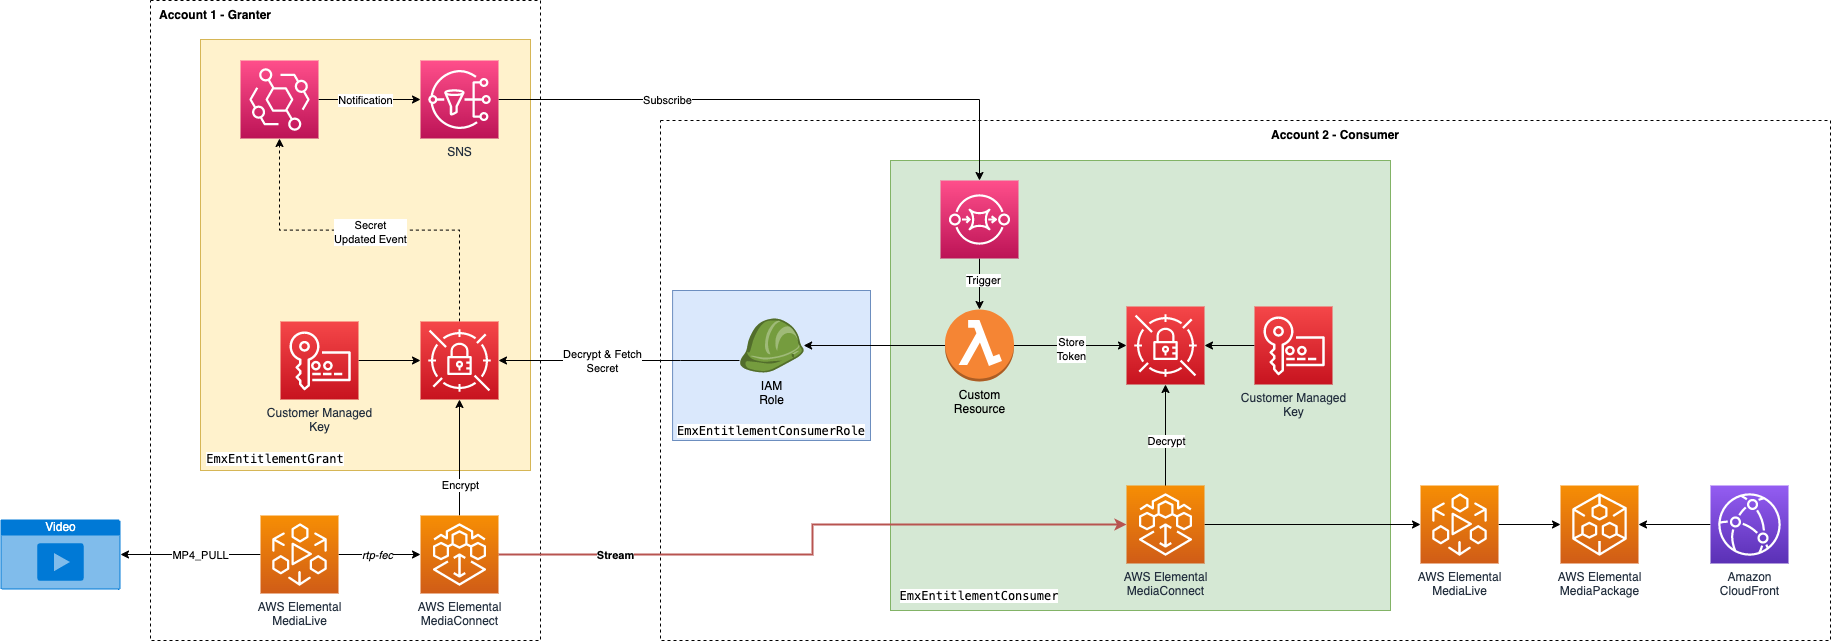 Account 1 - Granter
Notification
SNS
Subscribe
Secret
Updated Event
Customer Managed
Key
EmxEntitlementGrant
Encrypt
Video
MP4_PULL
AWS Elemental
MediaLive
rtp-fec
AWS Elemental
MediaConnect
Stream
Account 2 - Consumer
Trigger
Decrypt & Fetch
Secret
IAM
Role
EmxEntitlementConsumerRole
Custom
Resource
Store
Token
Customer Managed
Key
Decrypt
AWS Elemental
MediaConnect
EmxEntitlementConsumer
AWS Elemental
MediaLive
AWS Elemental
MediaPackage
Amazon
CloudFront